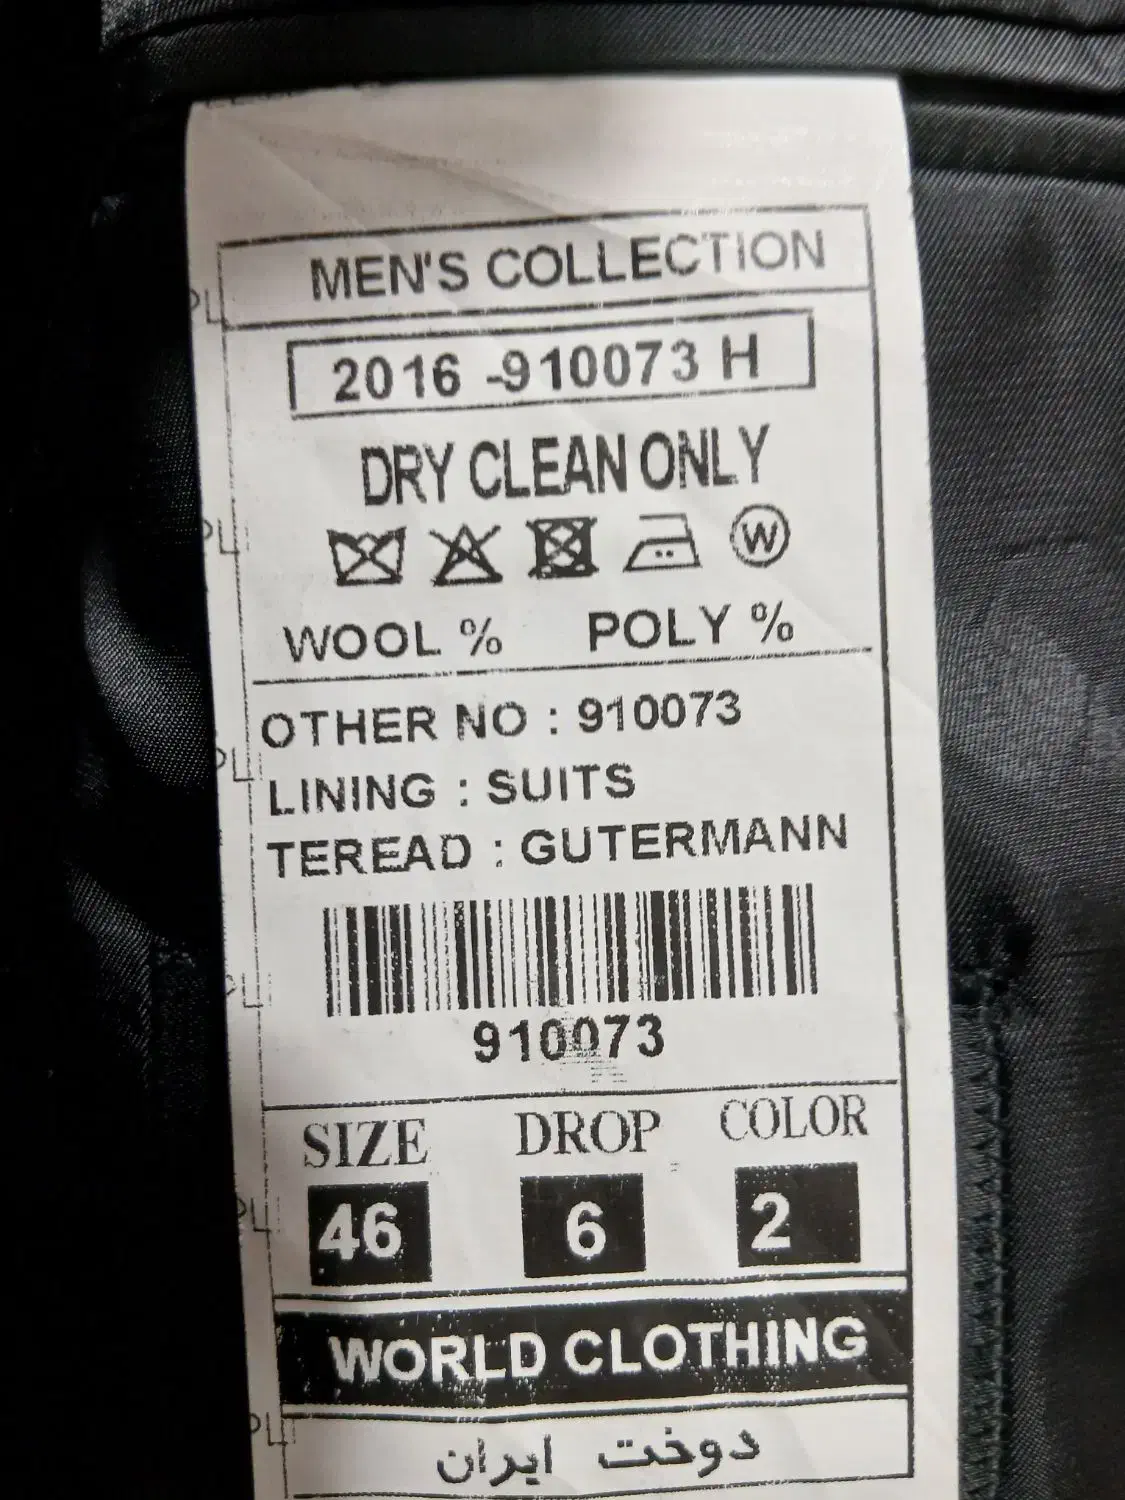 MEN'S COLLECTION
2016 -910073 H
DRY CLEAN ONLY
W
WOOL % POLY %
OTHER NO : 910073
LINING : SUITS
TEREAD : GUTERMANN
910073
SIZE DROP COLOR
46 6 2
WORLD CLOTHING
دوخت ایران